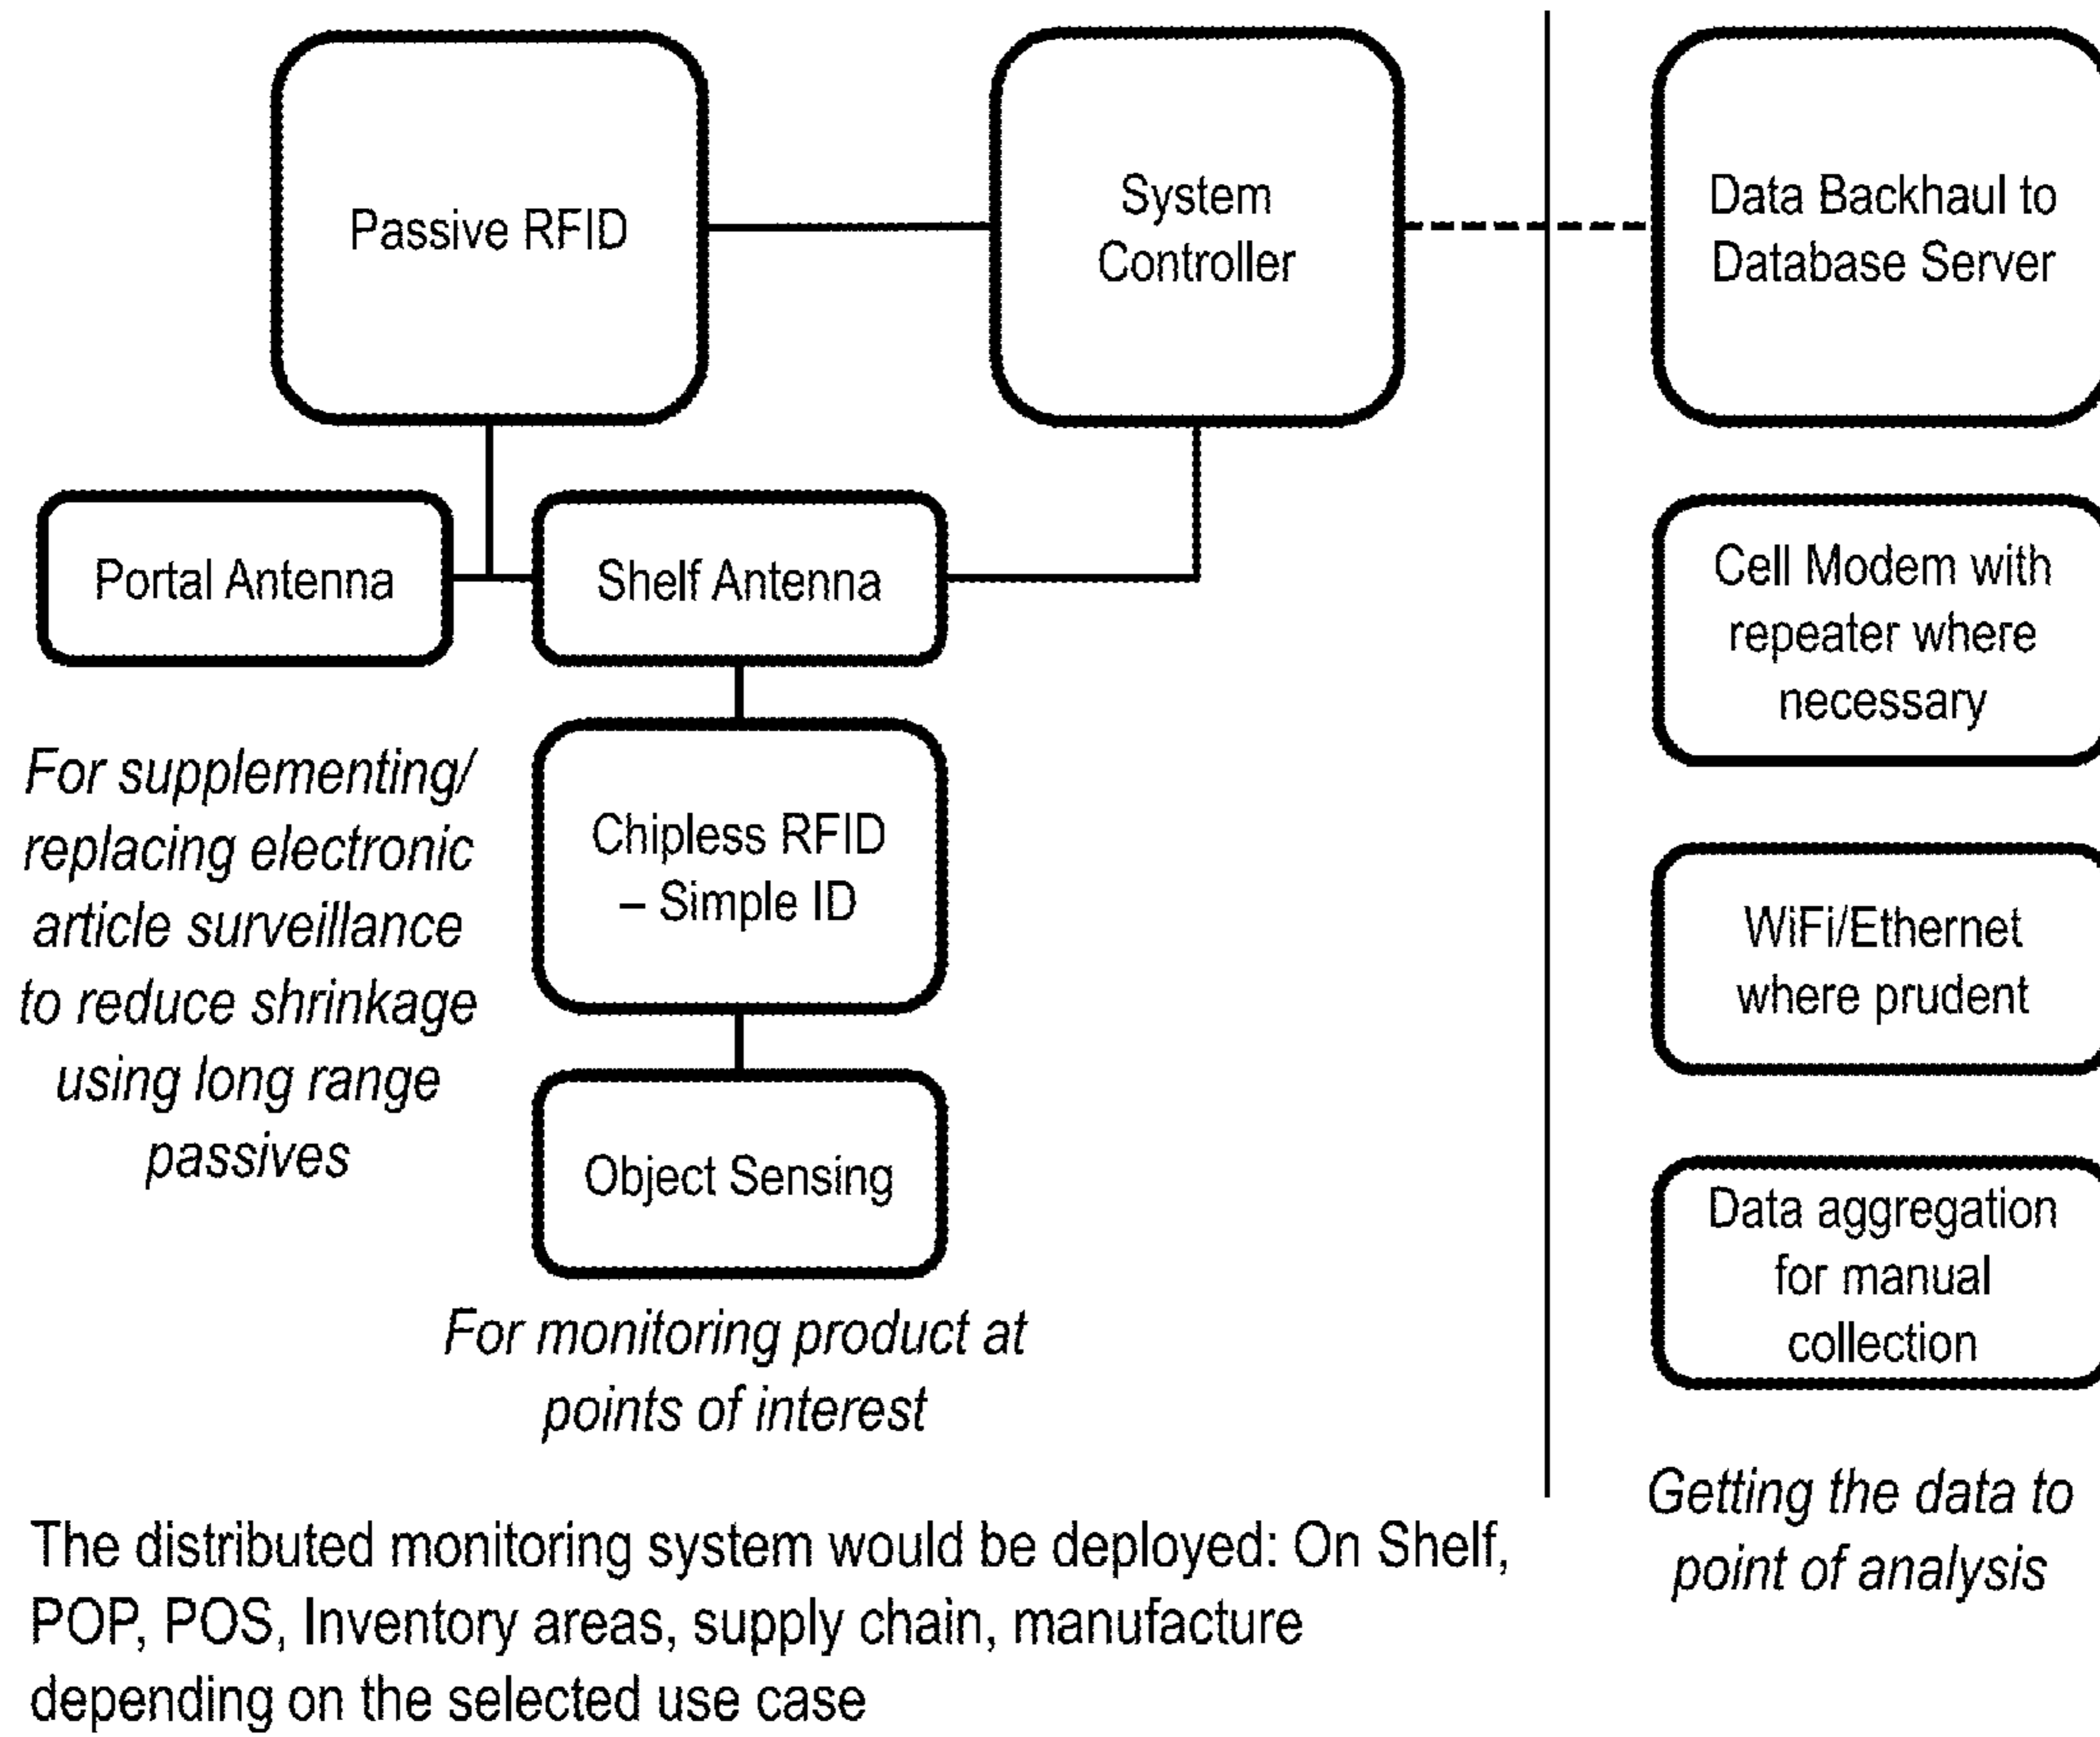 Passive RFID
System
Controller
Data Backhaul to
Database Server
Portal Antenna
Shelf Antenna
Cell Modem with
repeater where
necessary
For supplementing/
replacing electronic
article surveillance
to reduce shrinkage
using long range
passives
Chipless RFID
– Simple ID
WiFi/Ethernet
where prudent
Object Sensing
Data aggregation
for manual
collection
For monitoring product at
points of interest
Getting the data to
point of analysis
The distributed monitoring system would be deployed: On Shelf,
POP, POS, Inventory areas, supply chain, manufacture
depending on the selected use case